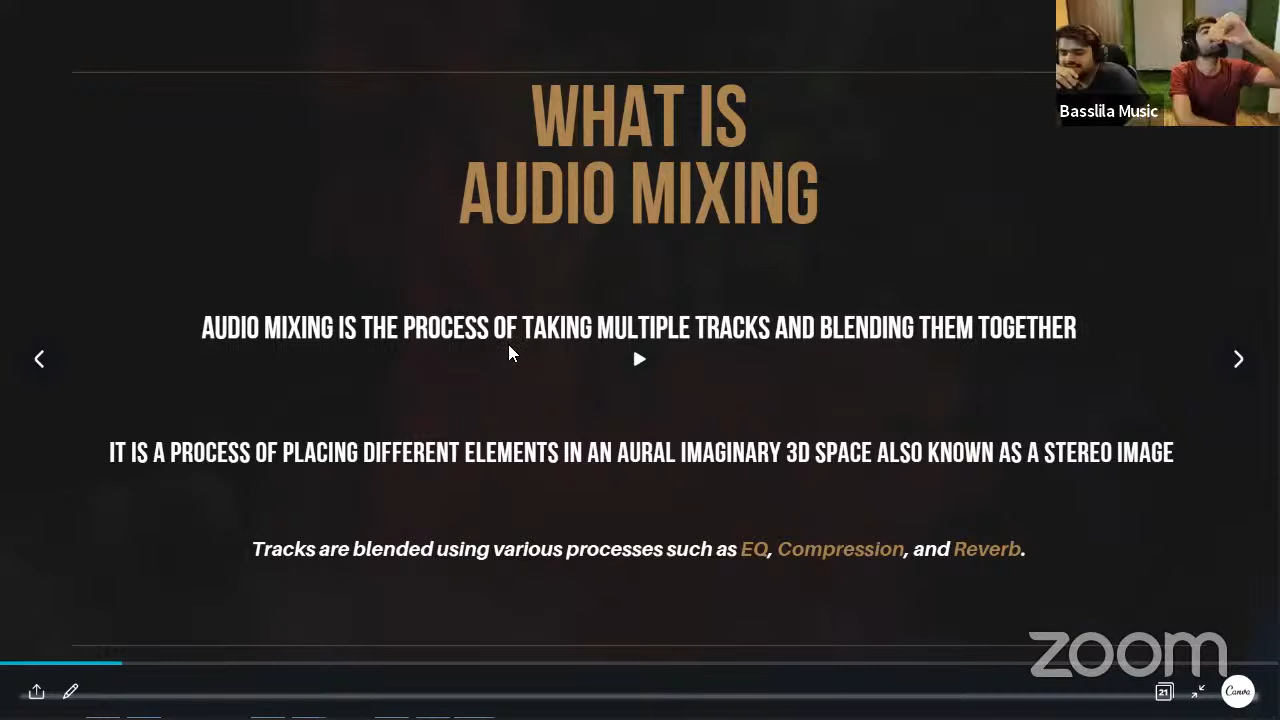 WHAT IS
AUDIO MIXING
Basslila Music
AUDIO MIXING IS THE PROCESS OF TAKING MULTIPLE TRACKS AND BLENDING THEM TOGETHER
IT IS A PROCESS OF PLACING DIFFERENT ELEMENTS IN AN AURAL IMAGINARY 3D SPACE ALSO KNOWN AS A STEREO IMAGE
Tracks are blended using various processes such as EQ, Compression, and Reverb.
zoom
21
Canva